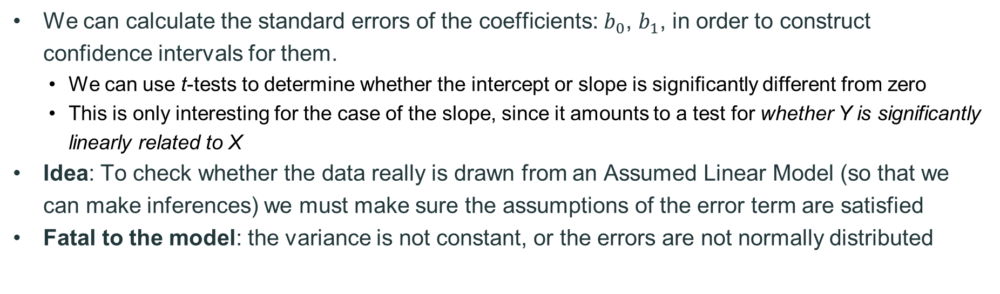 • We can calculate the standard errors of the coefficients: b₀, b₁, in order to construct
confidence intervals for them.
• We can use t-tests to determine whether the intercept or slope is significantly different from zero
• This is only interesting for the case of the slope, since it amounts to a test for whether Y is significantly
linearly related to X
• Idea: To check whether the data really is drawn from an Assumed Linear Model (so that we
can make inferences) we must make sure the assumptions of the error term are satisfied
• Fatal to the model: the variance is not constant, or the errors are not normally distributed